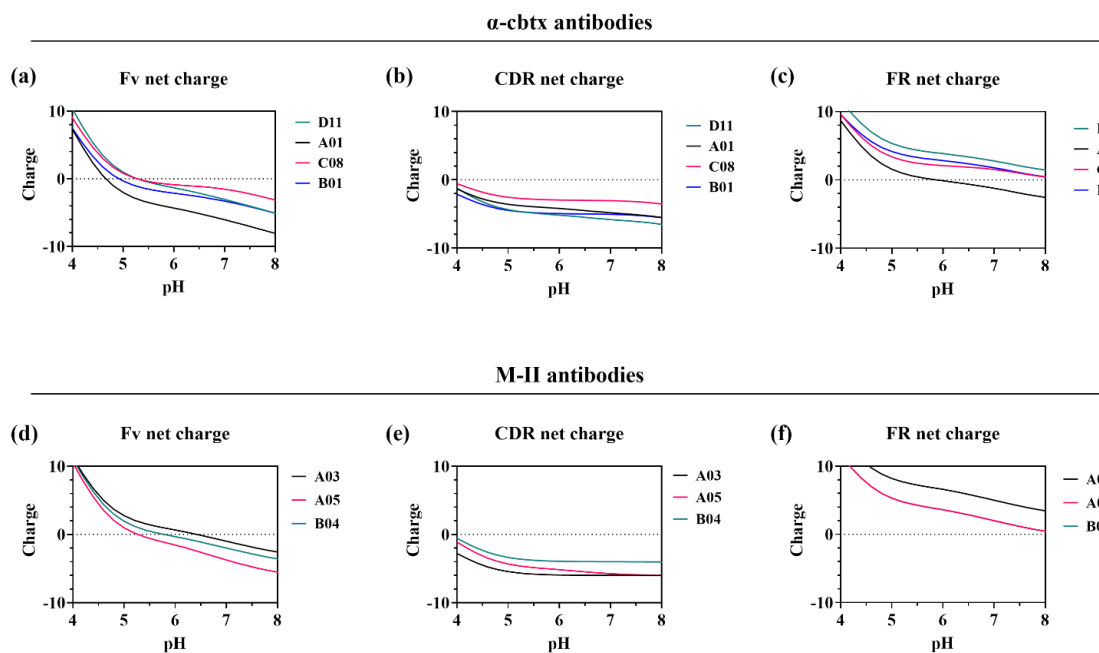 α-cbtx antibodies
(a) Fv net charge
10
0
-10
Charge
4 5 6 7 8
pH
D11
A01
C08
B01
(b) CDR net charge
10
0
-10
Charge
4 5 6 7 8
pH
D11
A01
C08
B01
(c) FR net charge
10
0
-10
Charge
4 5 6 7 8
pH
M-II antibodies
(d) Fv net charge
10
0
-10
Charge
4 5 6 7 8
pH
A03
A05
B04
(e) CDR net charge
10
0
-10
Charge
4 5 6 7 8
pH
A03
A05
B04
(f) FR net charge
10
0
-10
Charge
4 5 6 7 8
pH
A0
A0
B0